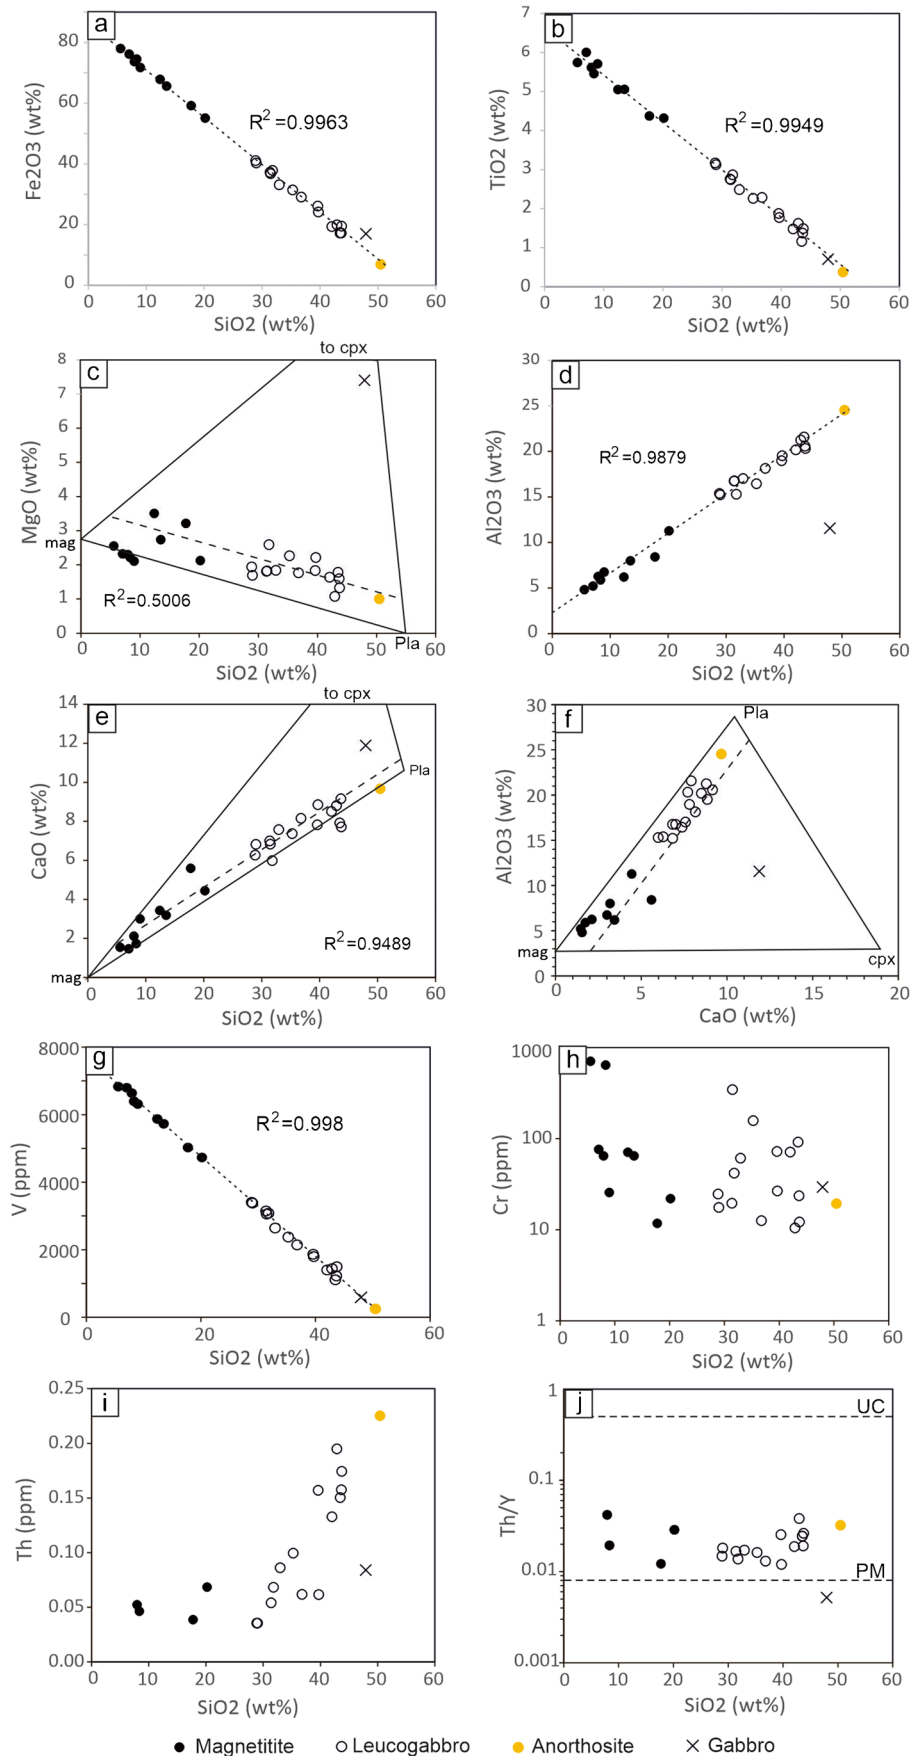 a
80
60
40
20
0
Fe2O3 (wt%)
R2=0.9963
0 10 20 30 40 50 60
SiO2 (wt%)
b
7
6
5
4
3
2
1
0
TiO2 (wt%)
R2=0.9949
0 10 20 30 40 50 60
SiO2 (wt%)
to cpx
c
8
7
6
5
4
3
2
1
0
MgO (wt%)
mag
R2=0.5006
Pla
0 10 20 30 40 50 60
SiO2 (wt%)
d
30
25
20
15
10
5
0
Al2O3 (wt%)
R2=0.9879
0 10 20 30 40 50 60
SiO2 (wt%)
to cpx
e
14
12
10
8
6
4
2
CaO (wt%)
Pla
R2=0.9489
mag
0 10 20 30 40 50 60
SiO2 (wt%)
f
30
25
20
15
10
5
0
Al2O3 (wt%)
Pla
mag
cpx
0 5 10 15 20
CaO (wt%)
g
8000
6000
4000
2000
0
V (ppm)
R2=0.998
0 20 40 60
SiO2 (wt%)
h
1000
100
10
1
Cr (ppm)
0 10 20 30 40 50 60
SiO2 (wt%)
i
0.25
0.20
0.15
0.10
0.05
0.00
Th (ppm)
0 10 20 30 40 50 60
SiO2 (wt%)
j
1
0.1
0.01
0.001
Th/Y
UC
PM
0 10 20 30 40 50 60
SiO2 (wt%)
Magnetitite Leucogabbro Anorthosite Gabbro